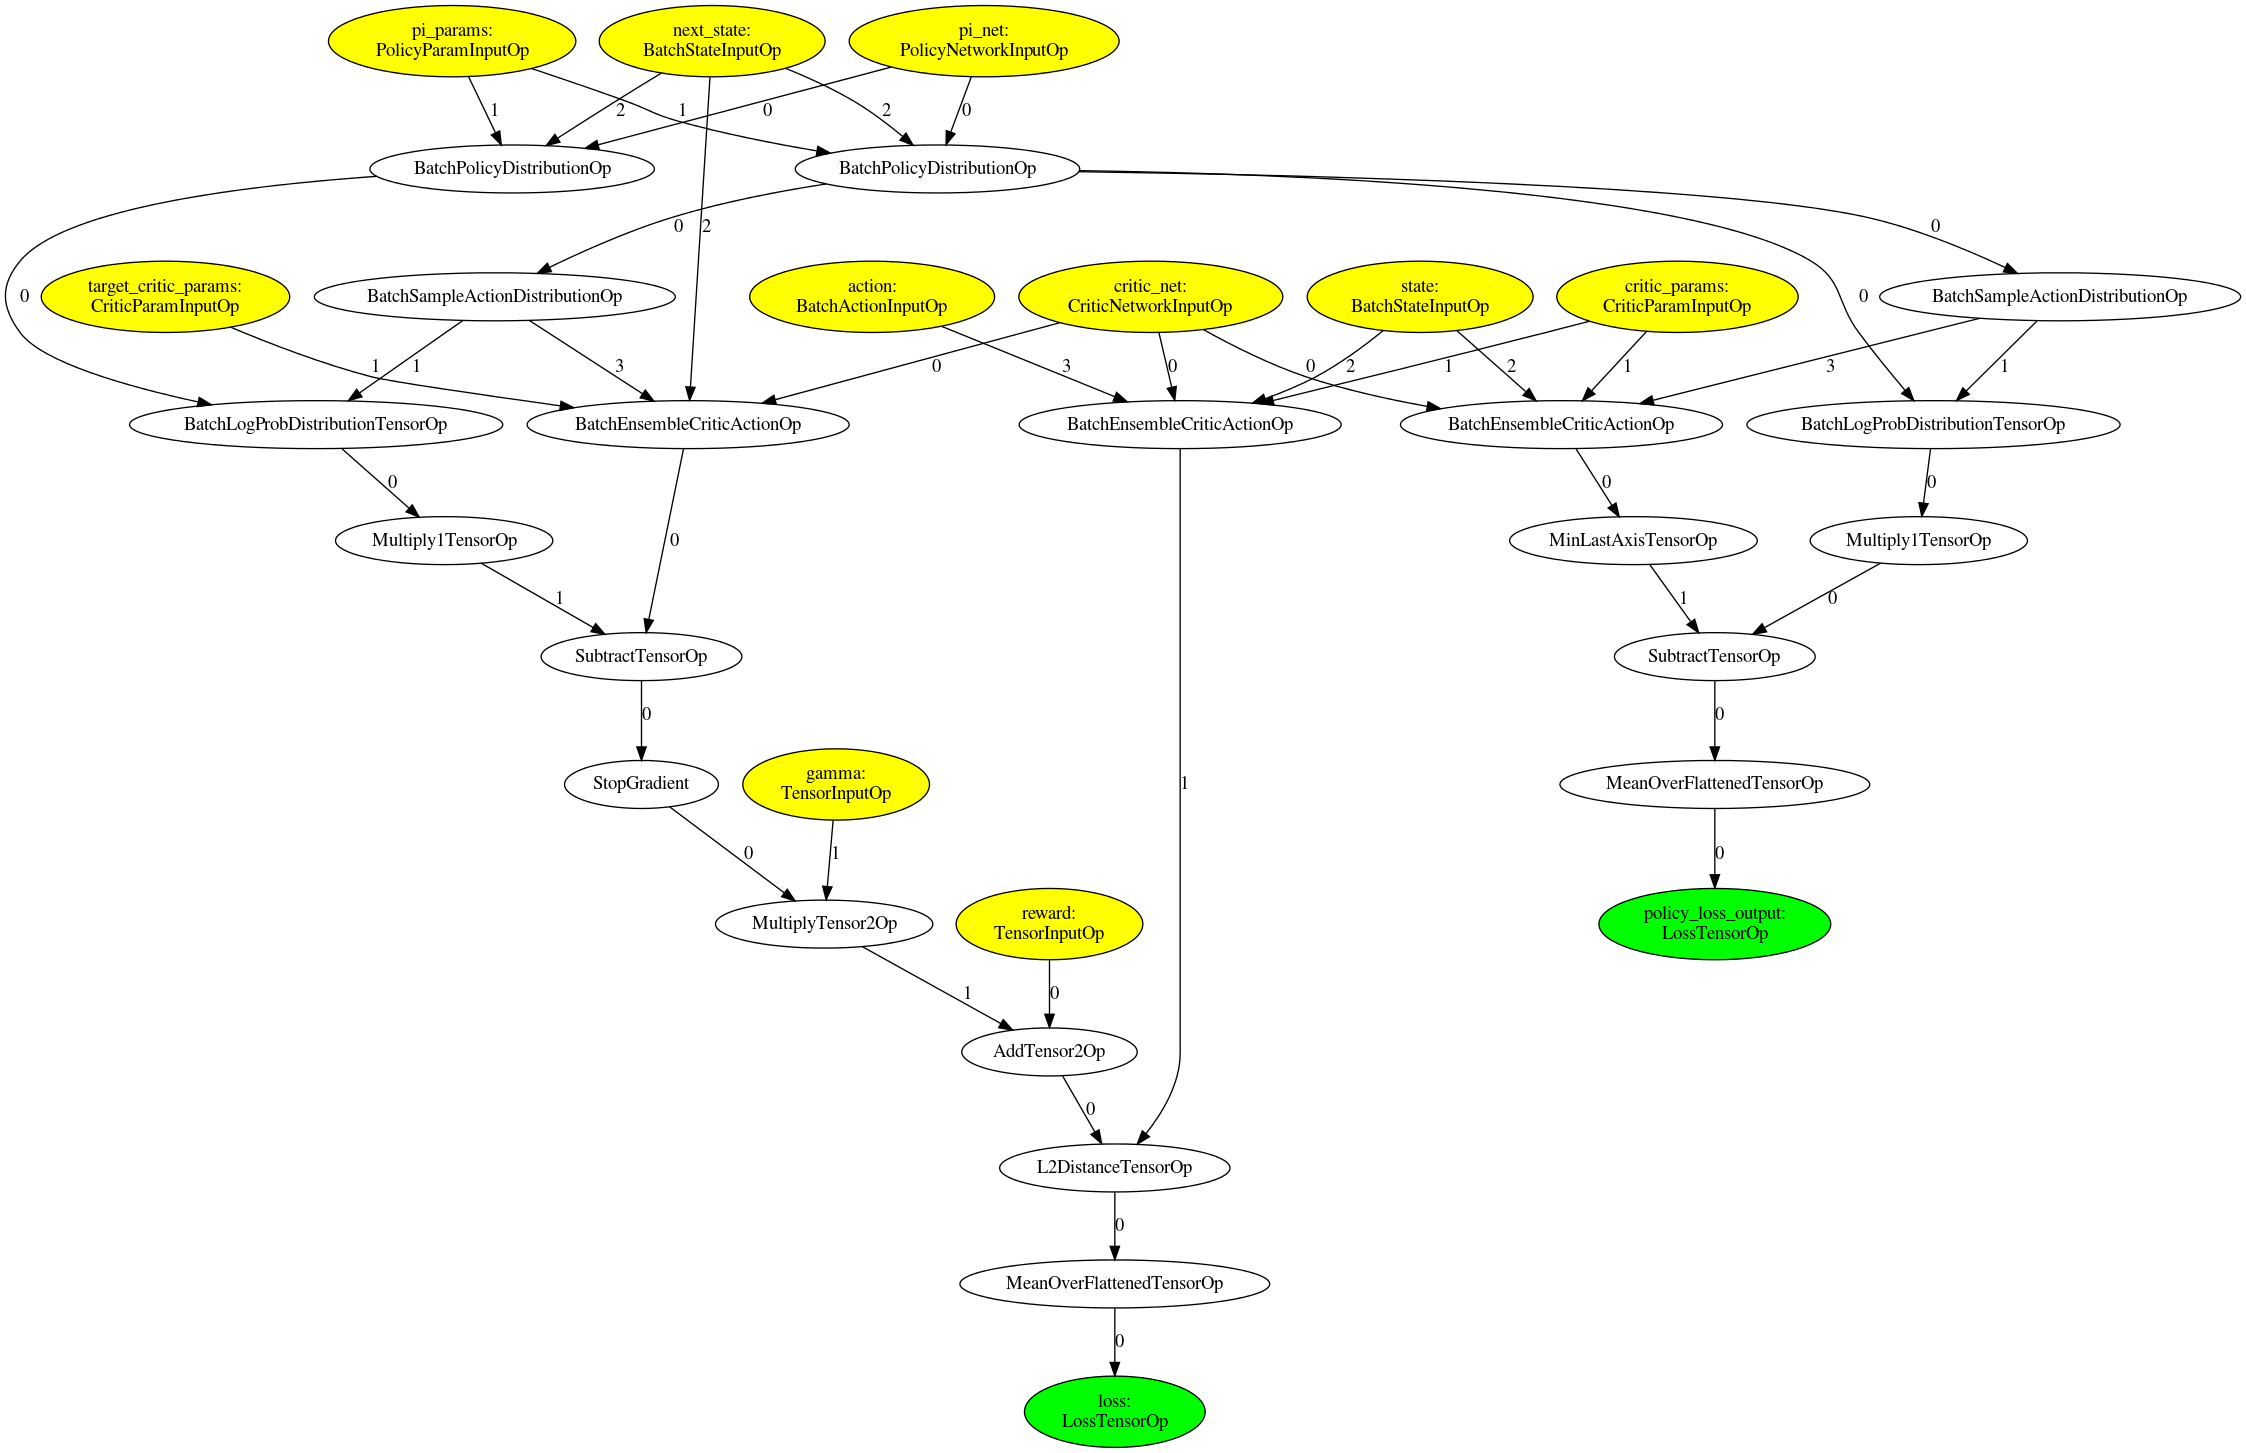 pi_params:
PolicyParamInputOp
next_state:
BatchStateInputOp
pi_net:
PolicyNetworkInputOp
1
2
1
0
2
0
BatchPolicyDistributionOp
BatchPolicyDistributionOp
0
2
0
0
0
0
target_critic_params:
CriticParamInputOp
BatchSampleActionDistributionOp
action:
BatchActionInputOp
critic_net:
CriticNetworkInputOp
state:
BatchStateInputOp
critic_params:
CriticParamInputOp
BatchSampleActionDistributionOp
1
1
3
0
3
0
0
2
1
2
1
3
1
BatchLogProbDistributionTensorOp
BatchEnsembleCriticActionOp
BatchEnsembleCriticActionOp
BatchEnsembleCriticActionOp
BatchLogProbDistributionTensorOp
0
0
0
Multiply1TensorOp
0
MinLastAxisTensorOp
Multiply1TensorOp
1
1
0
SubtractTensorOp
SubtractTensorOp
0
0
StopGradient
gamma:
TensorInputOp
1
MeanOverFlattenedTensorOp
0
1
0
MultiplyTensor2Op
reward:
TensorInputOp
policy_loss_output:
LossTensorOp
1
0
AddTensor2Op
0
L2DistanceTensorOp
0
MeanOverFlattenedTensorOp
0
loss:
LossTensorOp